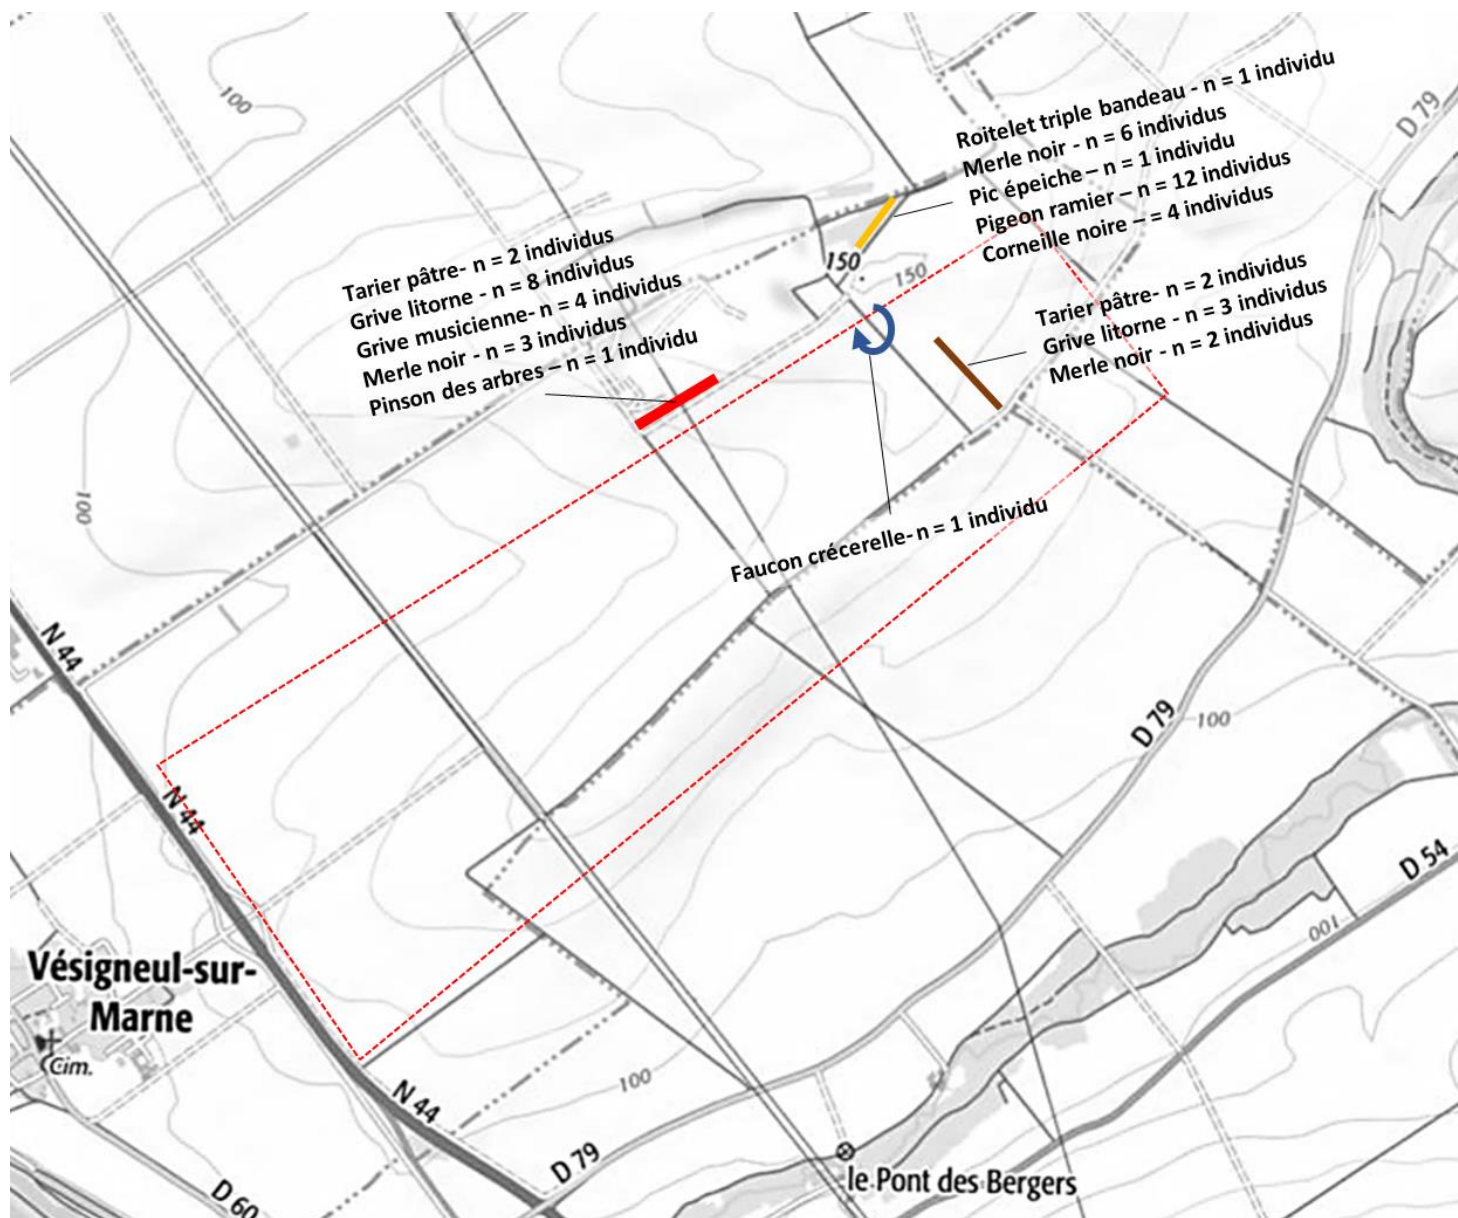 100
D 79
Roitelet triple bandeau - n = 1 individu
Merle noir - n = 6 individus
Pic épeiche – n = 1 individu
Pigeon ramier – n = 12 individus
Corneille noire – = 4 individus
150
150
Tarier pâtre- n = 2 individus
Grive litorne - n = 8 individus
Grive musicienne- n = 4 individus
Merle noir - n = 3 individus
Pinson des arbres – n = 1 individu
Tarier pâtre- n = 2 individus
Grive litorne - n = 3 individus
Merle noir - n = 2 individus
100
Faucon crécerelle- n = 1 individu
N 44
D 79
100
N 44
D 54
100
Vésigneul-sur-
Marne
Cim.
100
N 44
D 79
D 60
le Pont des Bergers